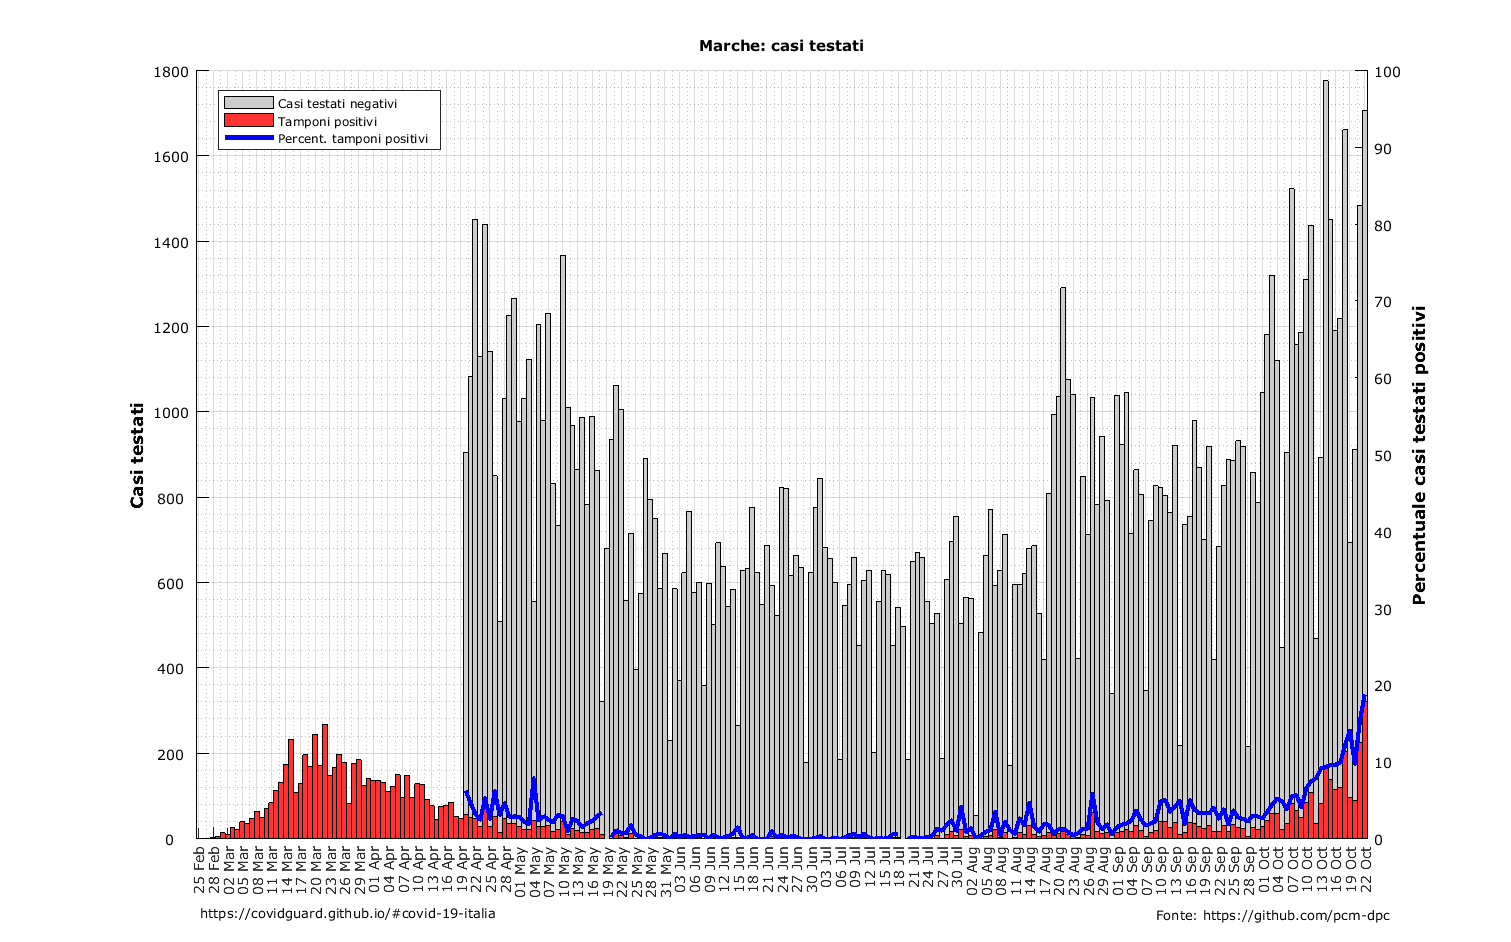 Marche: casi testati
Casi testati negativi
Tamponi positivi
Percent. tamponi positivi
Casi testati
1800
1600
1400
1200
1000
800
600
400
200
0
Percentuale casi testati positivi
100
90
80
70
60
50
40
30
20
10
0
25 Feb
28 Feb
02 Mar
05 Mar
08 Mar
11 Mar
14 Mar
17 Mar
20 Mar
23 Mar
26 Mar
29 Mar
01 Apr
04 Apr
07 Apr
10 Apr
13 Apr
16 Apr
19 Apr
22 Apr
25 Apr
28 Apr
01 May
04 May
07 May
10 May
13 May
16 May
19 May
22 May
25 May
28 May
31 May
03 Jun
06 Jun
09 Jun
12 Jun
15 Jun
18 Jun
21 Jun
24 Jun
27 Jun
30 Jun
03 Jul
06 Jul
09 Jul
12 Jul
15 Jul
18 Jul
21 Jul
24 Jul
27 Jul
30 Jul
02 Aug
05 Aug
08 Aug
11 Aug
14 Aug
17 Aug
20 Aug
23 Aug
26 Aug
29 Aug
01 Sep
04 Sep
07 Sep
10 Sep
13 Sep
16 Sep
19 Sep
22 Sep
25 Sep
28 Sep
01 Oct
04 Oct
07 Oct
10 Oct
13 Oct
16 Oct
19 Oct
22 Oct
https://covidguard.github.io/#covid-19-italia
Fonte: https://github.com/pcm-dpc